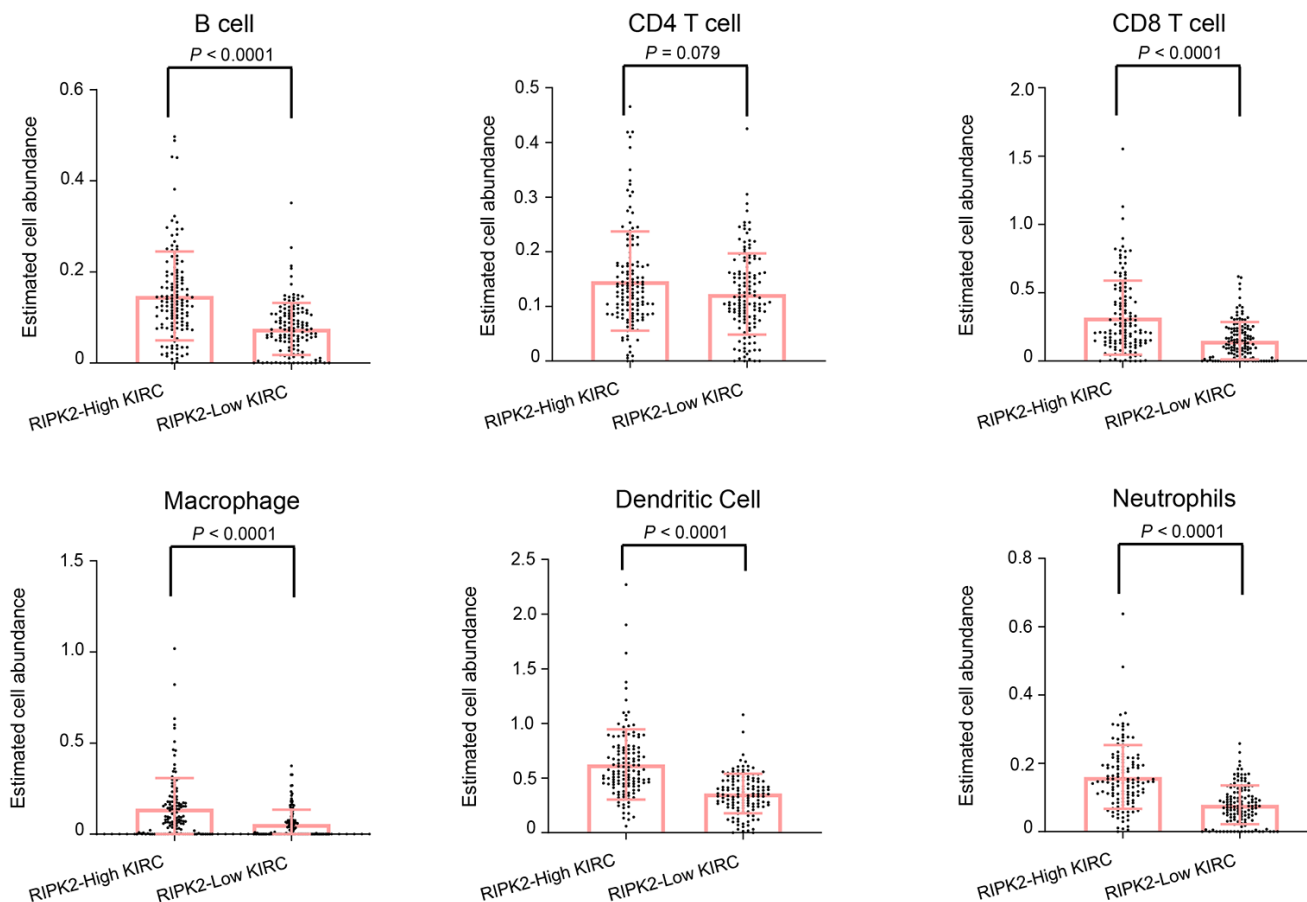 B cell
P < 0.0001
Estimated cell abundance
0.6
0.4
0.2
0
RIPK2-High KIRC
RIPK2-Low KIRC
CD4 T cell
P = 0.079
Estimated cell abundance
0.5
0.4
0.3
0.2
0.1
0
RIPK2-High KIRC
RIPK2-Low KIRC
CD8 T cell
P < 0.0001
Estimated cell abundance
2.0
1.5
1.0
0.5
0
RIPK2-High KIRC
RIPK2-Low KIRC
Macrophage
P < 0.0001
Estimated cell abundance
1.5
1.0
0.5
0
RIPK2-High KIRC
RIPK2-Low KIRC
Dendritic Cell
P < 0.0001
Estimated cell abundance
2.5
2.0
1.5
1.0
0.5
0
RIPK2-High KIRC
RIPK2-Low KIRC
Neutrophils
P < 0.0001
Estimated cell abundance
0.8
0.6
0.4
0.2
0
RIPK2-High KIRC
RIPK2-Low KIRC